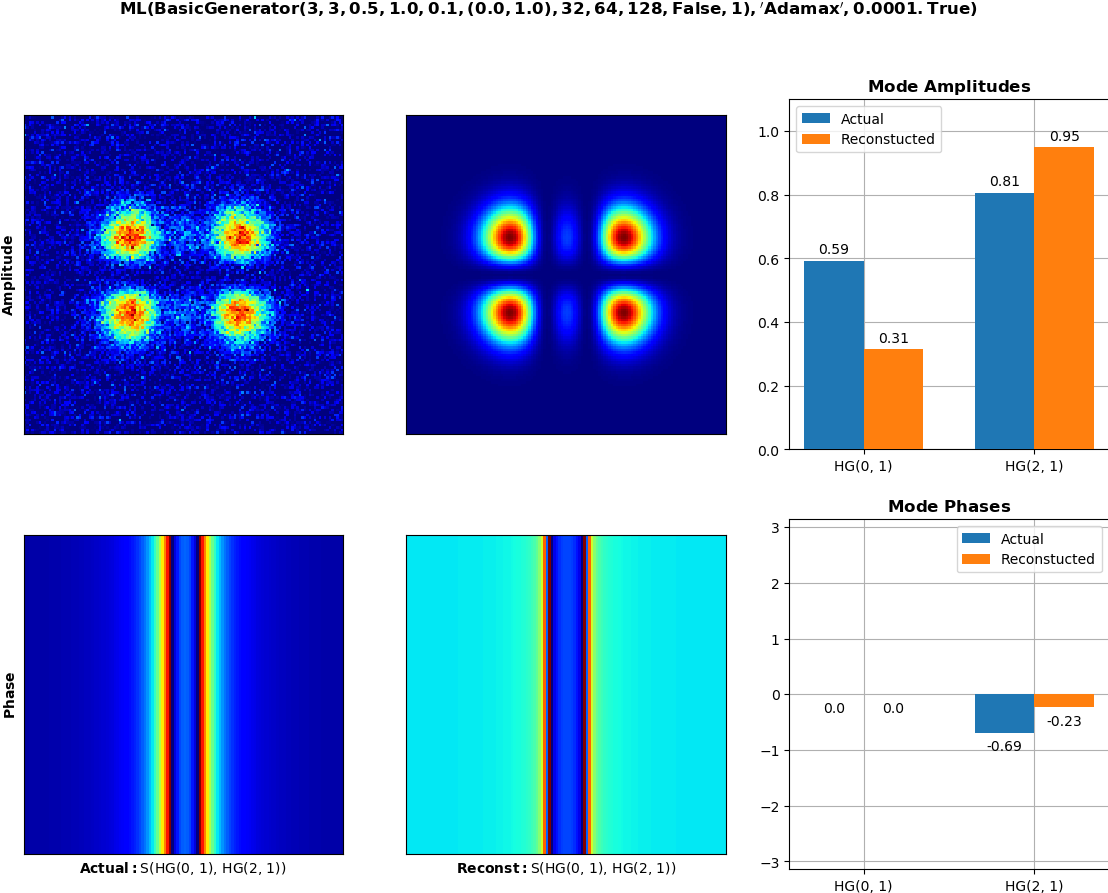 ML(BasicGenerator(3, 3, 0.5, 1.0, 0.1, (0.0, 1.0), 32, 64, 128, False, 1), ′Adamax′, 0.0001. True)
Amplitude
Mode Amplitudes
Actual
Reconstucted
1.0
0.8
0.6
0.4
0.2
0.0
0.59
0.31
0.81
0.95
HG(0, 1)
HG(2, 1)
Phase
Actual: S(HG(0, 1), HG(2, 1))
Reconst: S(HG(0, 1), HG(2, 1))
Mode Phases
Actual
Reconstucted
3
2
1
0
−1
−2
−3
0.0
0.0
-0.69
-0.23
HG(0, 1)
HG(2, 1)